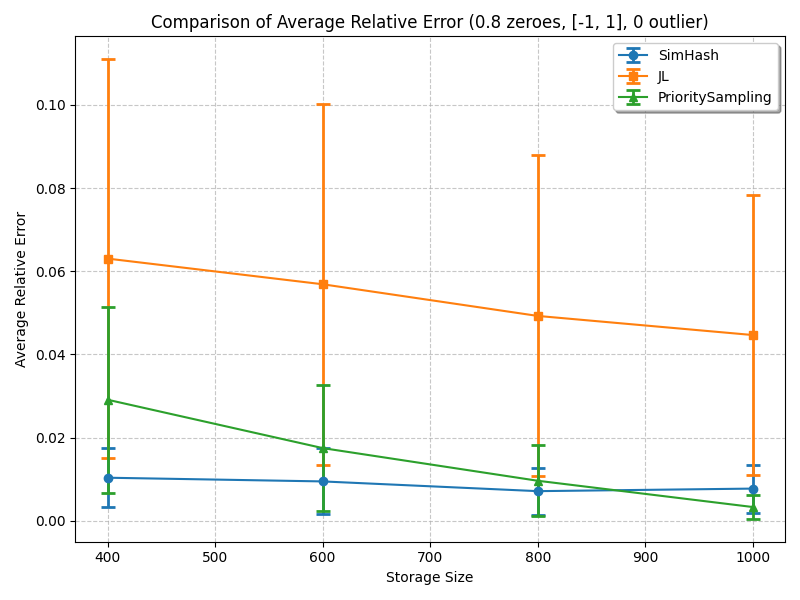 Comparison of Average Relative Error (0.8 zeroes, [-1, 1], 0 outlier)
SimHash
JL
PrioritySampling
Average Relative Error
0.10
0.08
0.06
0.04
0.02
0.00
400
500
600
700
800
900
1000
Storage Size